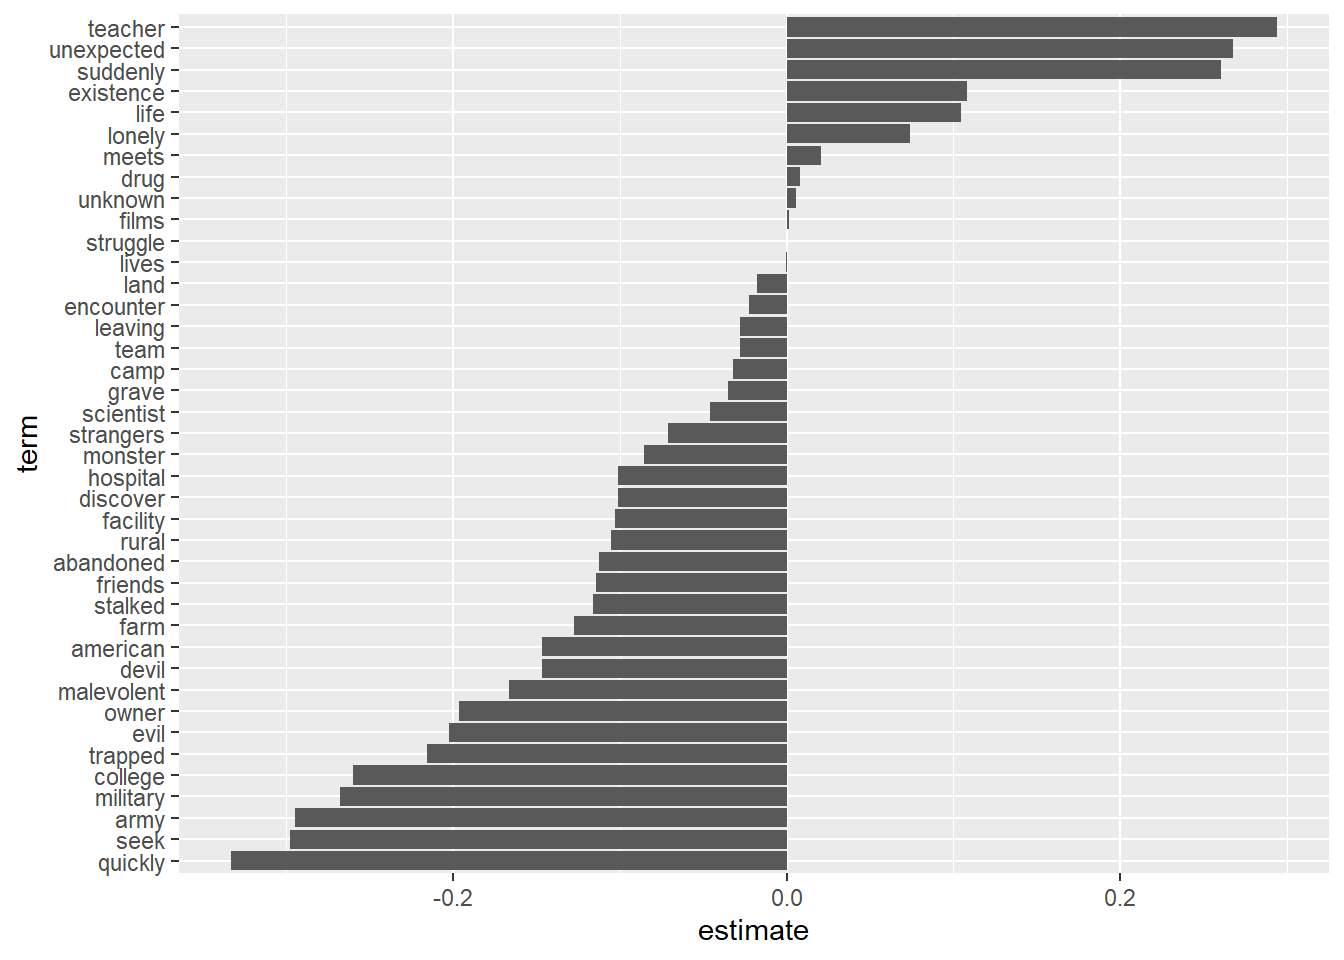 teacher
unexpected
suddenly
existence
life
lonely
meets
drug
unknown
films
struggle
lives
land
encounter
leaving
team
camp
grave
scientist
strangers
monster
hospital
discover
facility
rural
abandoned
friends
stalked
farm
american
devil
malevolent
owner
evil
trapped
college
military
army
seek
quickly
term
-0.2 0.0 0.2
estimate